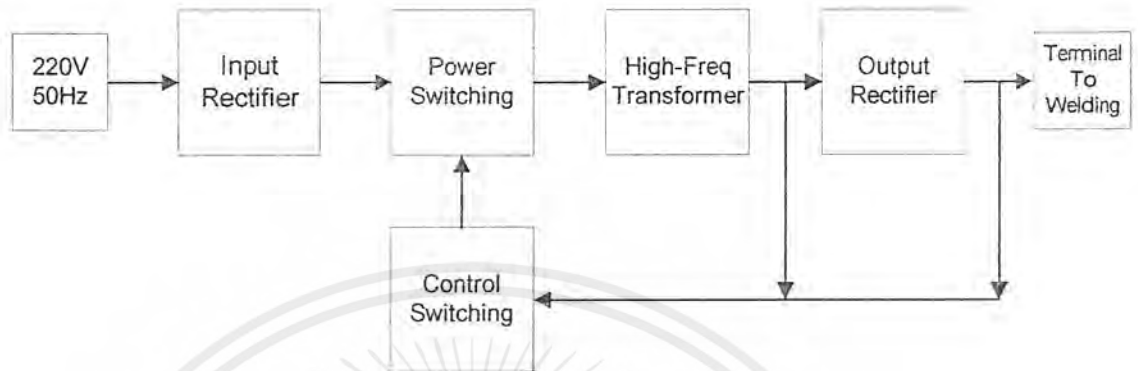 220V
50Hz
Input
Rectifier
Power
Switching
High-Freq
Transformer
Output
Rectifier
Terminal
To
Welding
Control
Switching